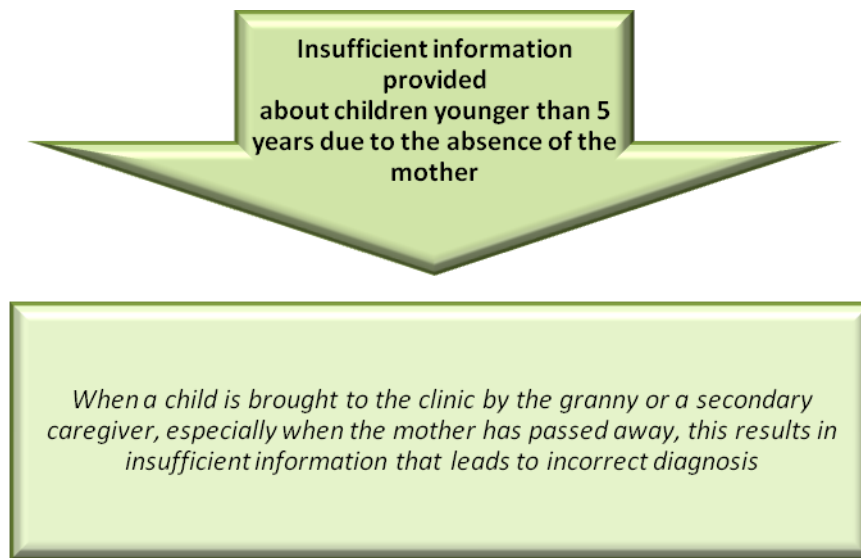 Insufficient information
provided
about children younger than 5
years due to the absence of the
mother
When a child is brought to the clinic by the granny or a secondary
caregiver, especially when the mother has passed away, this results in
insufficient information that leads to incorrect diagnosis